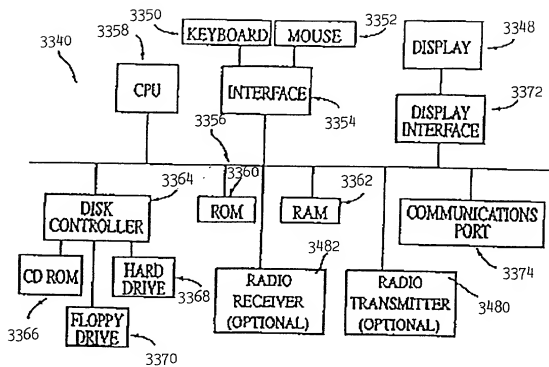 3350
KEYBOARD
MOUSE
3352
3358
3340
CPU
INTERFACE
3354
DISPLAY
3348
3372
DISPLAY
INTERFACE
3356
3364
DISK
CONTROLLER
3360
ROM
3362
RAM
COMMUNICATIONS
PORT
3374
CD ROM
3366
HARD
DRIVE
3368
FLOPPY
DRIVE
3370
3482
RADIO
RECEIVER
(OPTIONAL)
RADIO
TRANSMITTER
(OPTIONAL)
3480